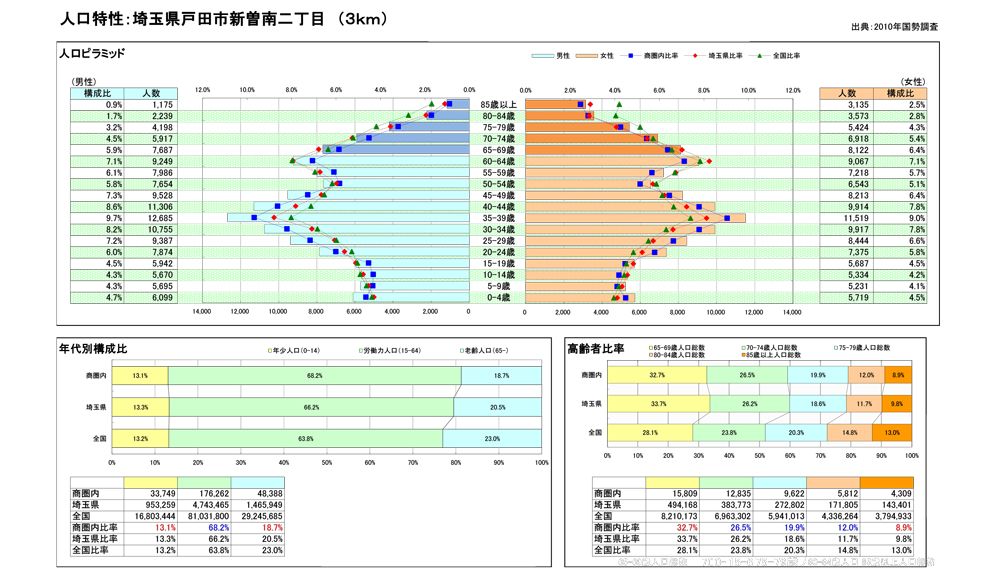 人口特性：埼玉県戸田市新曽南二丁目 （3km）
出典：2010年国勢調査
人口ピラミッド
男性 女性 商圏内比率 埼玉県比率 全国比率
(男性) (女性)
構成比 人数 12.0% 10.0% 8.0% 6.0% 4.0% 2.0% 0.0% 0.0% 2.0% 4.0% 6.0% 8.0% 10.0% 12.0% 人数 構成比
0.9% 1,175 85歳以上 3,135 2.5%
1.7% 2,239 80-84歳 3,573 2.8%
3.2% 4,198 75-79歳 5,424 4.3%
4.5% 5,917 70-74歳 6,918 5.4%
5.9% 7,687 65-69歳 8,122 6.4%
7.1% 9,249 60-64歳 9,067 7.1%
6.1% 7,986 55-59歳 7,218 5.7%
5.8% 7,654 50-54歳 6,543 5.1%
7.3% 9,528 45-49歳 8,213 6.4%
8.6% 11,306 40-44歳 9,914 7.8%
9.7% 12,685 35-39歳 11,519 9.0%
8.2% 10,755 30-34歳 9,917 7.8%
7.2% 9,387 25-29歳 8,444 6.6%
6.0% 7,874 20-24歳 7,375 5.8%
4.5% 5,942 15-19歳 5,687 4.5%
4.3% 5,670 10-14歳 5,334 4.2%
4.3% 5,695 5-9歳 5,231 4.1%
4.7% 6,099 0-4歳 5,719 4.5%
14,000 12,000 10,000 8,000 6,000 4,000 2,000 0 0 2,000 4,000 6,000 8,000 10,000 12,000 14,000
年代別構成比
年少人口(0-14) 労働力人口(15-64) 老齢人口(65-)
商圏内 13.1% 68.2% 18.7%
埼玉県 13.3% 66.2% 20.5%
全国 13.2% 63.8% 23.0%
0% 10% 20% 30% 40% 50% 60% 70% 80% 90% 100%
商圏内 33,749 176,262 48,388
埼玉県 953,259 4,743,465 1,465,949
全国 16,803,444 81,031,800 29,245,685
商圏内比率 13.1% 68.2% 18.7%
埼玉県比率 13.3% 66.2% 20.5%
全国比率 13.2% 63.8% 23.0%
高齢者比率
65-69歳人口総数 70-74歳人口総数 75-79歳人口総数
80-84歳人口総数 85歳以上人口総数
商圏内 32.7% 26.5% 19.9% 12.0% 8.9%
埼玉県 33.7% 26.2% 18.6% 11.7% 9.8%
全国 28.1% 23.8% 20.3% 14.8% 13.0%
0% 10% 20% 30% 40% 50% 60% 70% 80% 90% 100%
商圏内 15,809 12,835 9,622 5,812 4,309
埼玉県 494,168 383,773 272,802 171,805 143,401
全国 8,210,173 6,963,302 5,941,013 4,336,264 3,794,933
商圏内比率 32.7% 26.5% 19.9% 12.0% 8.9%
埼玉県比率 33.7% 26.2% 18.6% 11.7% 9.8%
全国比率 28.1% 23.8% 20.3% 14.8% 13.0%